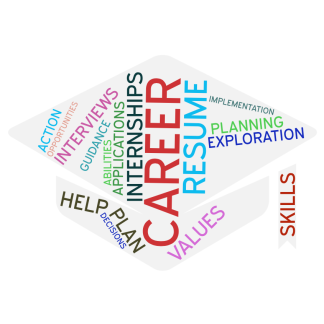 ACTION
OPPORTUNITIES
INTERVIEWS
GUIDANCE
ABILITIES
APPLICATIONS
INTERNSHIPS
CAREER
RESUME
IMPLEMENTATION
PLANNING
EXPLORATION
HELP
PLAN
DECISIONS
VALUES
SKILLS